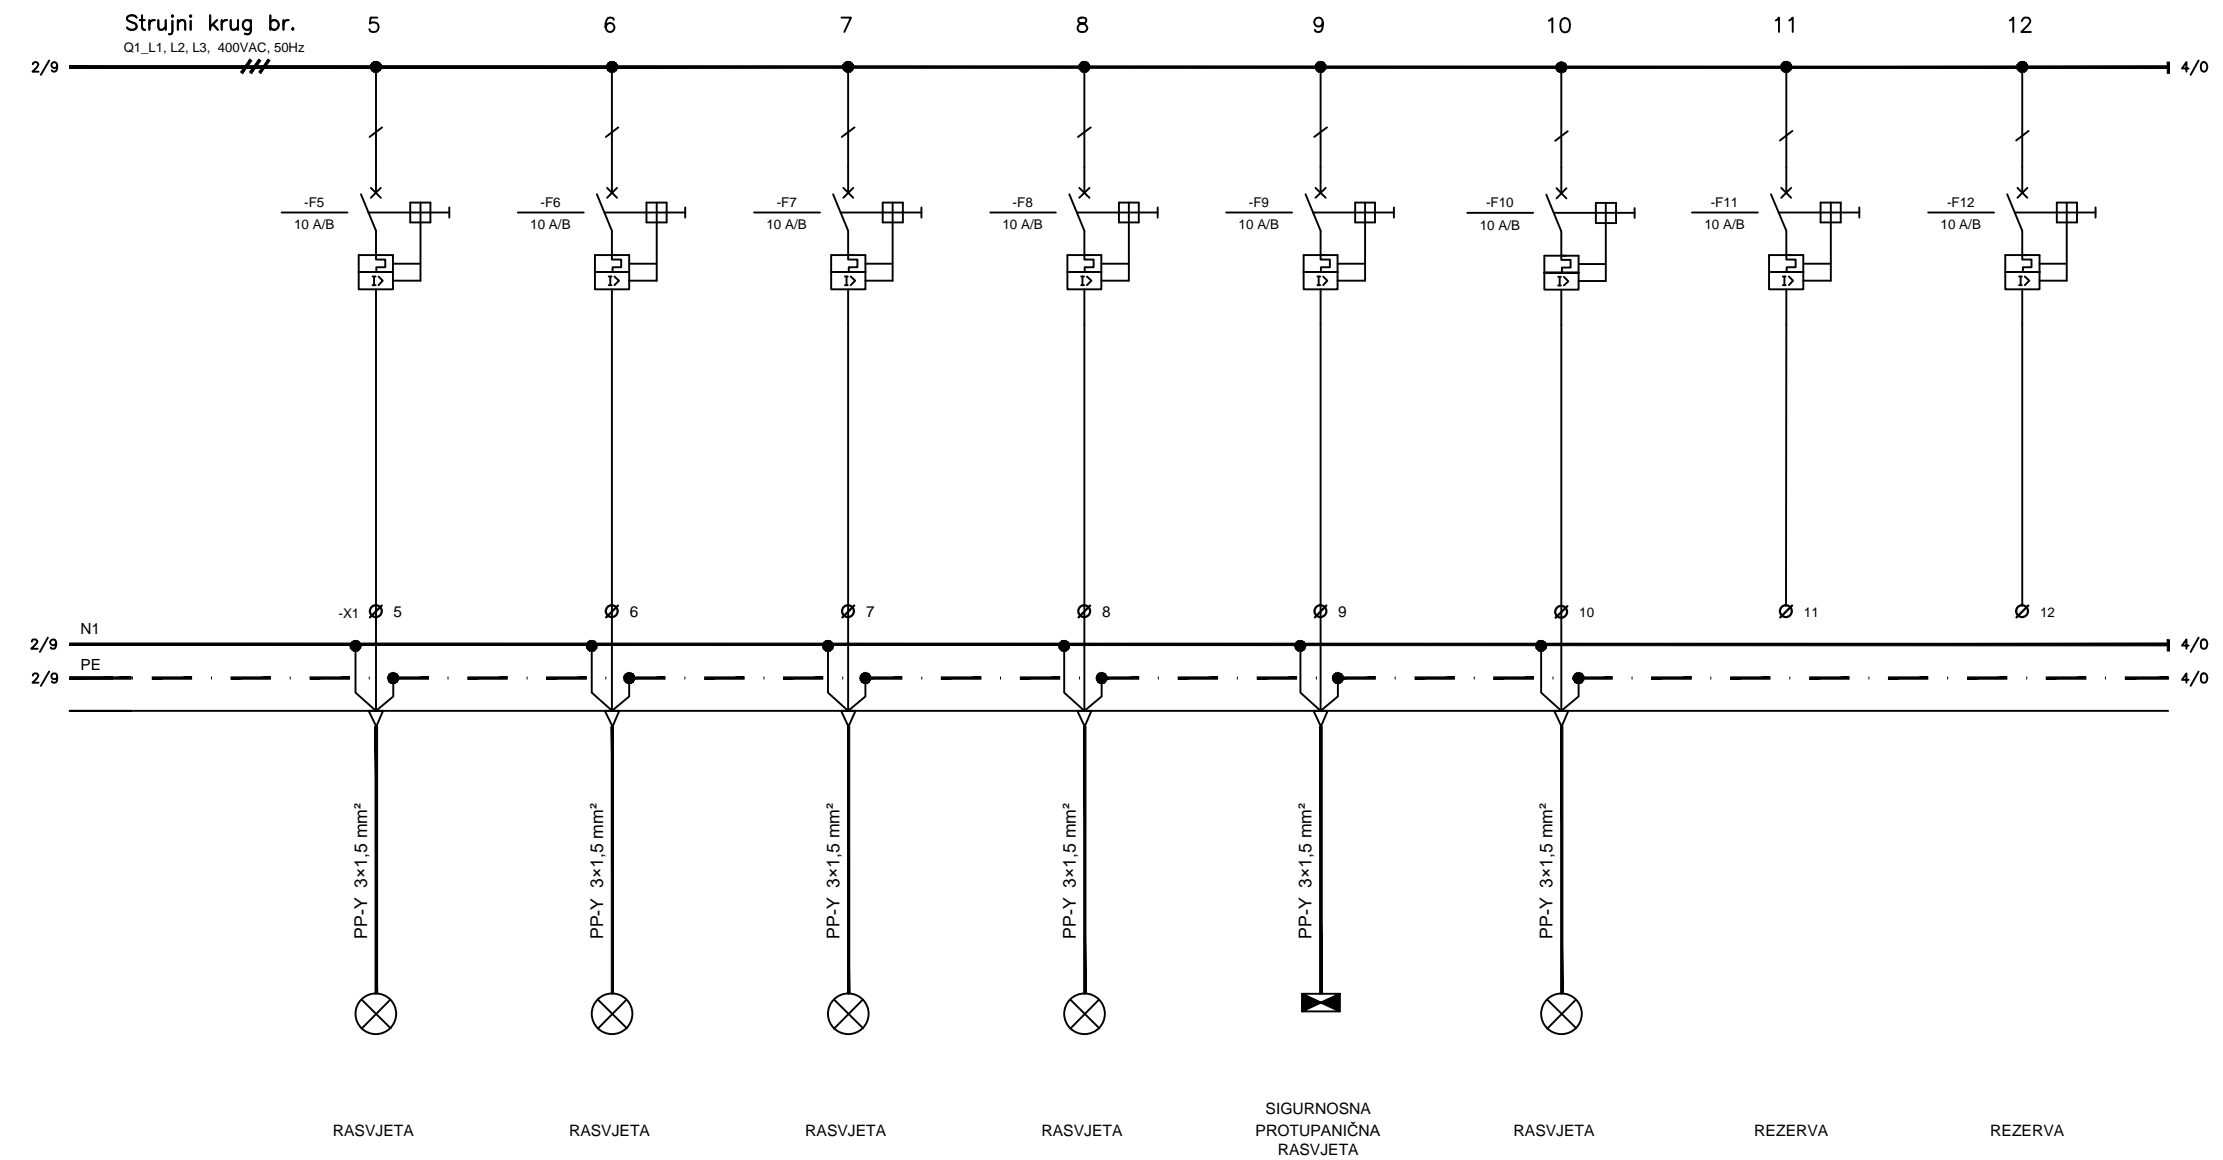 Strujni krug br. 5 6 7 8 9 10 11 12
Q1_L1, L2, L3, 400VAC, 50Hz
2/9 4/0
-F5 -F6 -F7 -F8 -F9 -F10 -F11 -F12
10 A/B 10 A/B 10 A/B 10 A/B 10 A/B 10 A/B 10 A/B 10 A/B
I> I> I> I> I> I> I> I>
-X1 5 6 7 8 9 10 11 12
N1
2/9 4/0
PE
2/9 4/0
PP-Y 3×1,5 mm²
PP-Y 3×1,5 mm²
PP-Y 3×1,5 mm²
PP-Y 3×1,5 mm²
PP-Y 3×1,5 mm²
PP-Y 3×1,5 mm²
RASVJETA
RASVJETA
RASVJETA
RASVJETA
SIGURNOSNA
PROTUPANIČNA
RASVJETA
RASVJETA
REZERVA
REZERVA